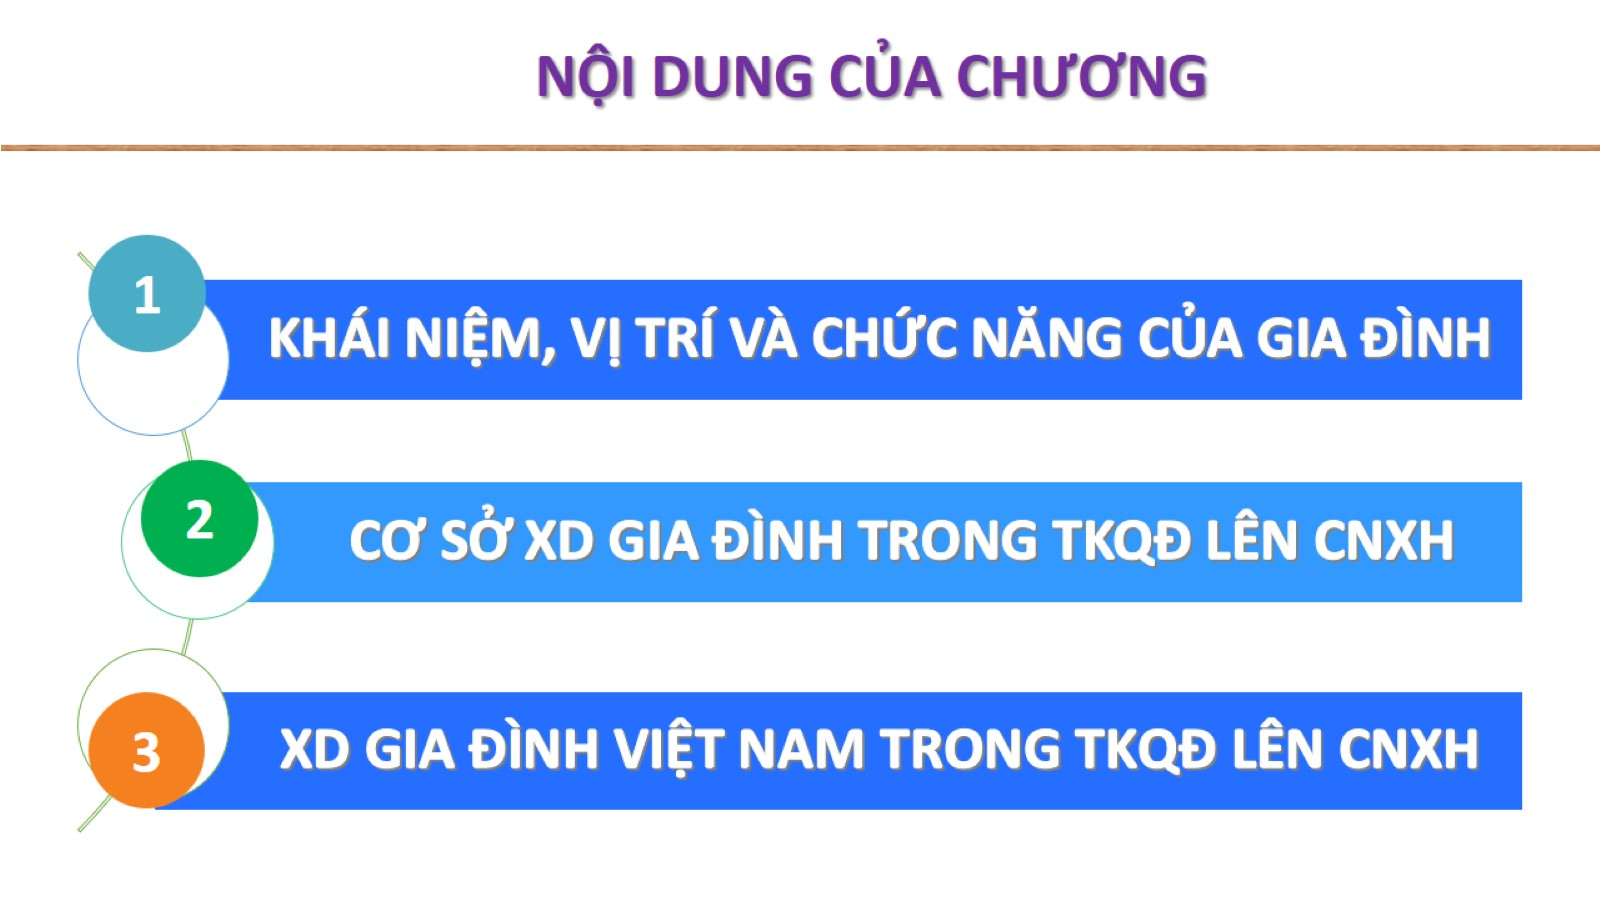 NỘI DUNG CỦA CHƯƠNG
1
KHÁI NIỆM, VỊ TRÍ VÀ CHỨC NĂNG CỦA GIA ĐÌNH
2
CƠ SỞ XD GIA ĐÌNH TRONG TKQĐ LÊN CNXH
3
XD GIA ĐÌNH VIỆT NAM TRONG TKQĐ LÊN CNXH